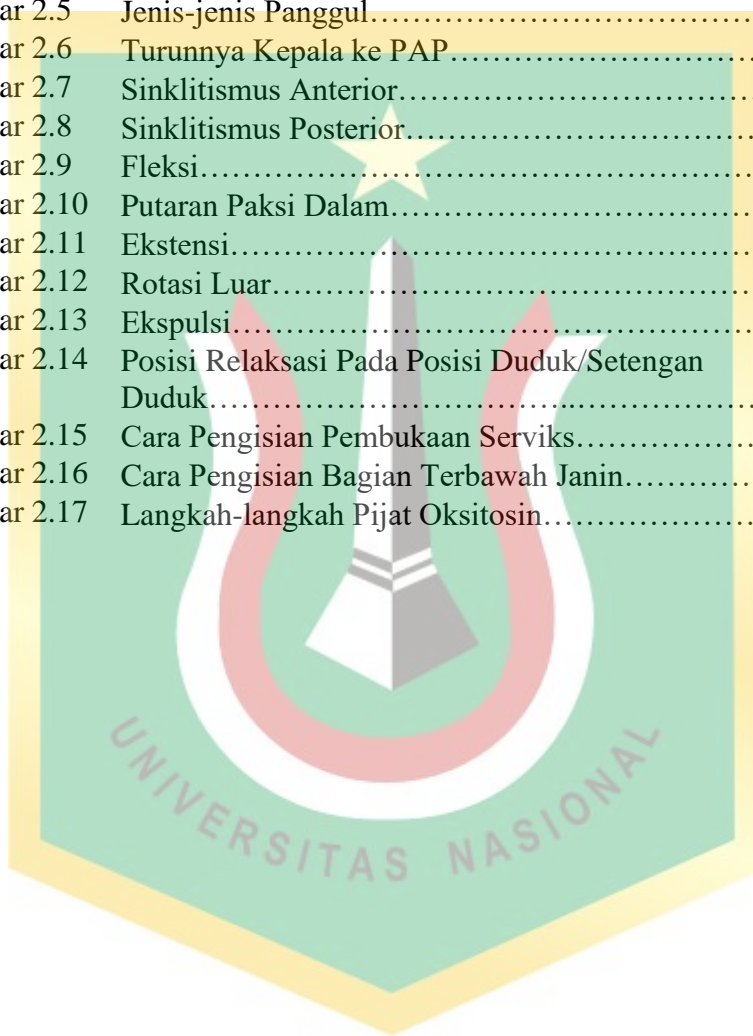 ar 2.5 Jenis-jenis Panggul……………………………………
ar 2.6 Turunnya Kepala ke PAP……………………………
ar 2.7 Sinklitismus Anterior…………………………………
ar 2.8 Sinklitismus Posterior…………………………………
ar 2.9 Fleksi……………………………………………………
ar 2.10 Putaran Paksi Dalam…………………………………
ar 2.11 Ekstensi…………………………………………………
ar 2.12 Rotasi Luar……………………………………………
ar 2.13 Ekspulsi…………………………………………………
ar 2.14 Posisi Relaksasi Pada Posisi Duduk/Setengan
Duduk……………………………………...………………
ar 2.15 Cara Pengisian Pembukaan Serviks…………………
ar 2.16 Cara Pengisian Bagian Terbawah Janin……………
ar 2.17 Langkah-langkah Pijat Oksitosin……………………
UNIVERSITAS NASIONAL